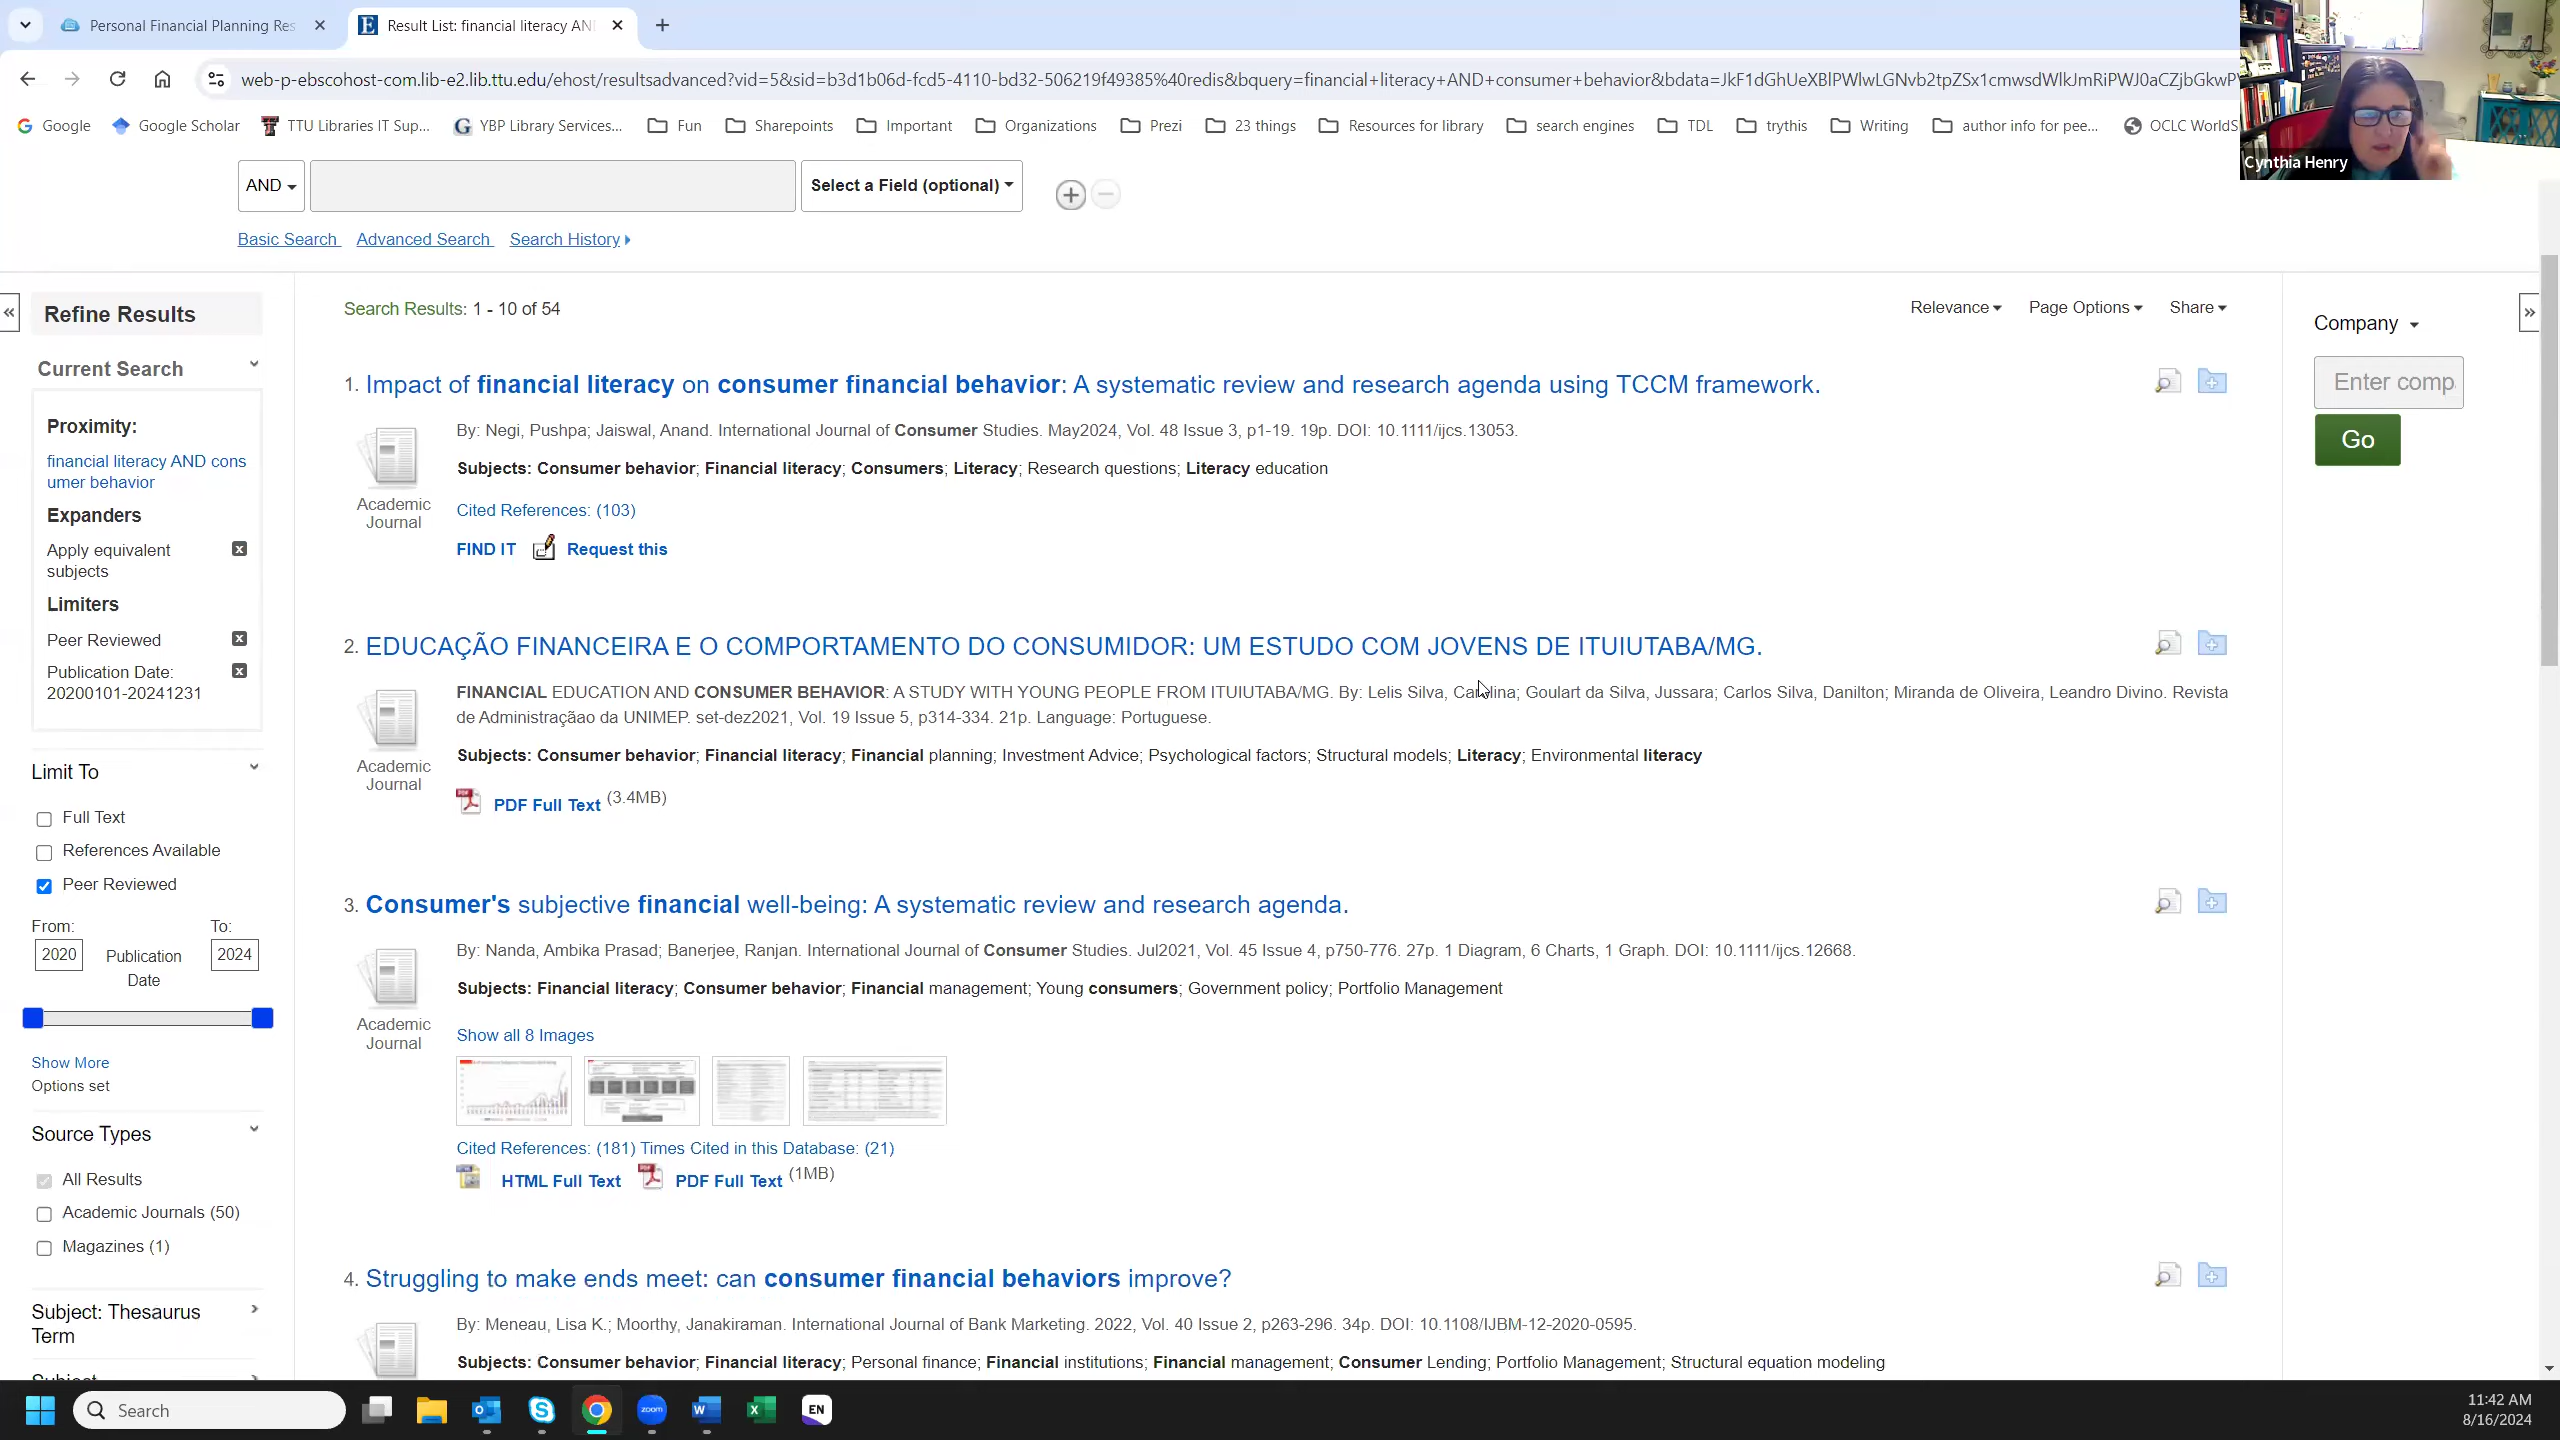 Personal Financial Planning Res
Result List: financial literacy AN
web-p-ebscohost-com.lib-e2.lib.ttu.edu/ehost/resultsadvanced?vid=5&sid=b3d1b06d-fcd5-4110-bd32-506219f49385%40redis&bquery=financial+literacy+AND+consumer+behavior&bdata=JkF1dGhUeXBlPWlwLGNvb2tpZSx1cmwsdWlkJmRiPWJ0aCZjbGkwPV
Google Google Scholar TTU Libraries IT Sup... YBP Library Services... Fun Sharepoints Important Organizations Prezi 23 things Resources for library search engines TDL trythis Writing author info for pee... OCLC WorldS
Cynthia Henry
AND Select a Field (optional)
Basic Search Advanced Search Search History
Refine Results
Current Search
Proximity:
financial literacy AND cons
umer behavior
Expanders
Apply equivalent
subjects
Limiters
Peer Reviewed
Publication Date:
20200101-20241231
Limit To
Full Text
References Available
Peer Reviewed
From: To:
2020 Publication 2024
Date
Show More
Options set
Source Types
All Results
Academic Journals (50)
Magazines (1)
Subject: Thesaurus
Term
Subject
Search Results: 1 - 10 of 54
Relevance Page Options Share
1. Impact of financial literacy on consumer financial behavior: A systematic review and research agenda using TCCM framework.
By: Negi, Pushpa; Jaiswal, Anand. International Journal of Consumer Studies. May2024, Vol. 48 Issue 3, p1-19. 19p. DOI: 10.1111/ijcs.13053.
Subjects: Consumer behavior; Financial literacy; Consumers; Literacy; Research questions; Literacy education
Academic
Journal
Cited References: (103)
FIND IT Request this
2. EDUCAÇÃO FINANCEIRA E O COMPORTAMENTO DO CONSUMIDOR: UM ESTUDO COM JOVENS DE ITUIUTABA/MG.
FINANCIAL EDUCATION AND CONSUMER BEHAVIOR: A STUDY WITH YOUNG PEOPLE FROM ITUIUTABA/MG. By: Lelis Silva, Carolina; Goulart da Silva, Jussara; Carlos Silva, Danilton; Miranda de Oliveira, Leandro Divino. Revista
de Administraçãao da UNIMEP. set-dez2021, Vol. 19 Issue 5, p314-334. 21p. Language: Portuguese.
Subjects: Consumer behavior; Financial literacy; Financial planning; Investment Advice; Psychological factors; Structural models; Literacy; Environmental literacy
Academic
Journal
PDF Full Text (3.4MB)
3. Consumer's subjective financial well-being: A systematic review and research agenda.
By: Nanda, Ambika Prasad; Banerjee, Ranjan. International Journal of Consumer Studies. Jul2021, Vol. 45 Issue 4, p750-776. 27p. 1 Diagram, 6 Charts, 1 Graph. DOI: 10.1111/ijcs.12668.
Subjects: Financial literacy; Consumer behavior; Financial management; Young consumers; Government policy; Portfolio Management
Academic
Journal
Show all 8 Images
Cited References: (181) Times Cited in this Database: (21)
HTML Full Text PDF Full Text (1MB)
4. Struggling to make ends meet: can consumer financial behaviors improve?
By: Meneau, Lisa K.; Moorthy, Janakiraman. International Journal of Bank Marketing. 2022, Vol. 40 Issue 2, p263-296. 34p. DOI: 10.1108/IJBM-12-2020-0595.
Subjects: Consumer behavior; Financial literacy; Personal finance; Financial institutions; Financial management; Consumer Lending; Portfolio Management; Structural equation modeling
Company
Enter comp
Go
Search
zoom
EN
11:42 AM
8/16/2024